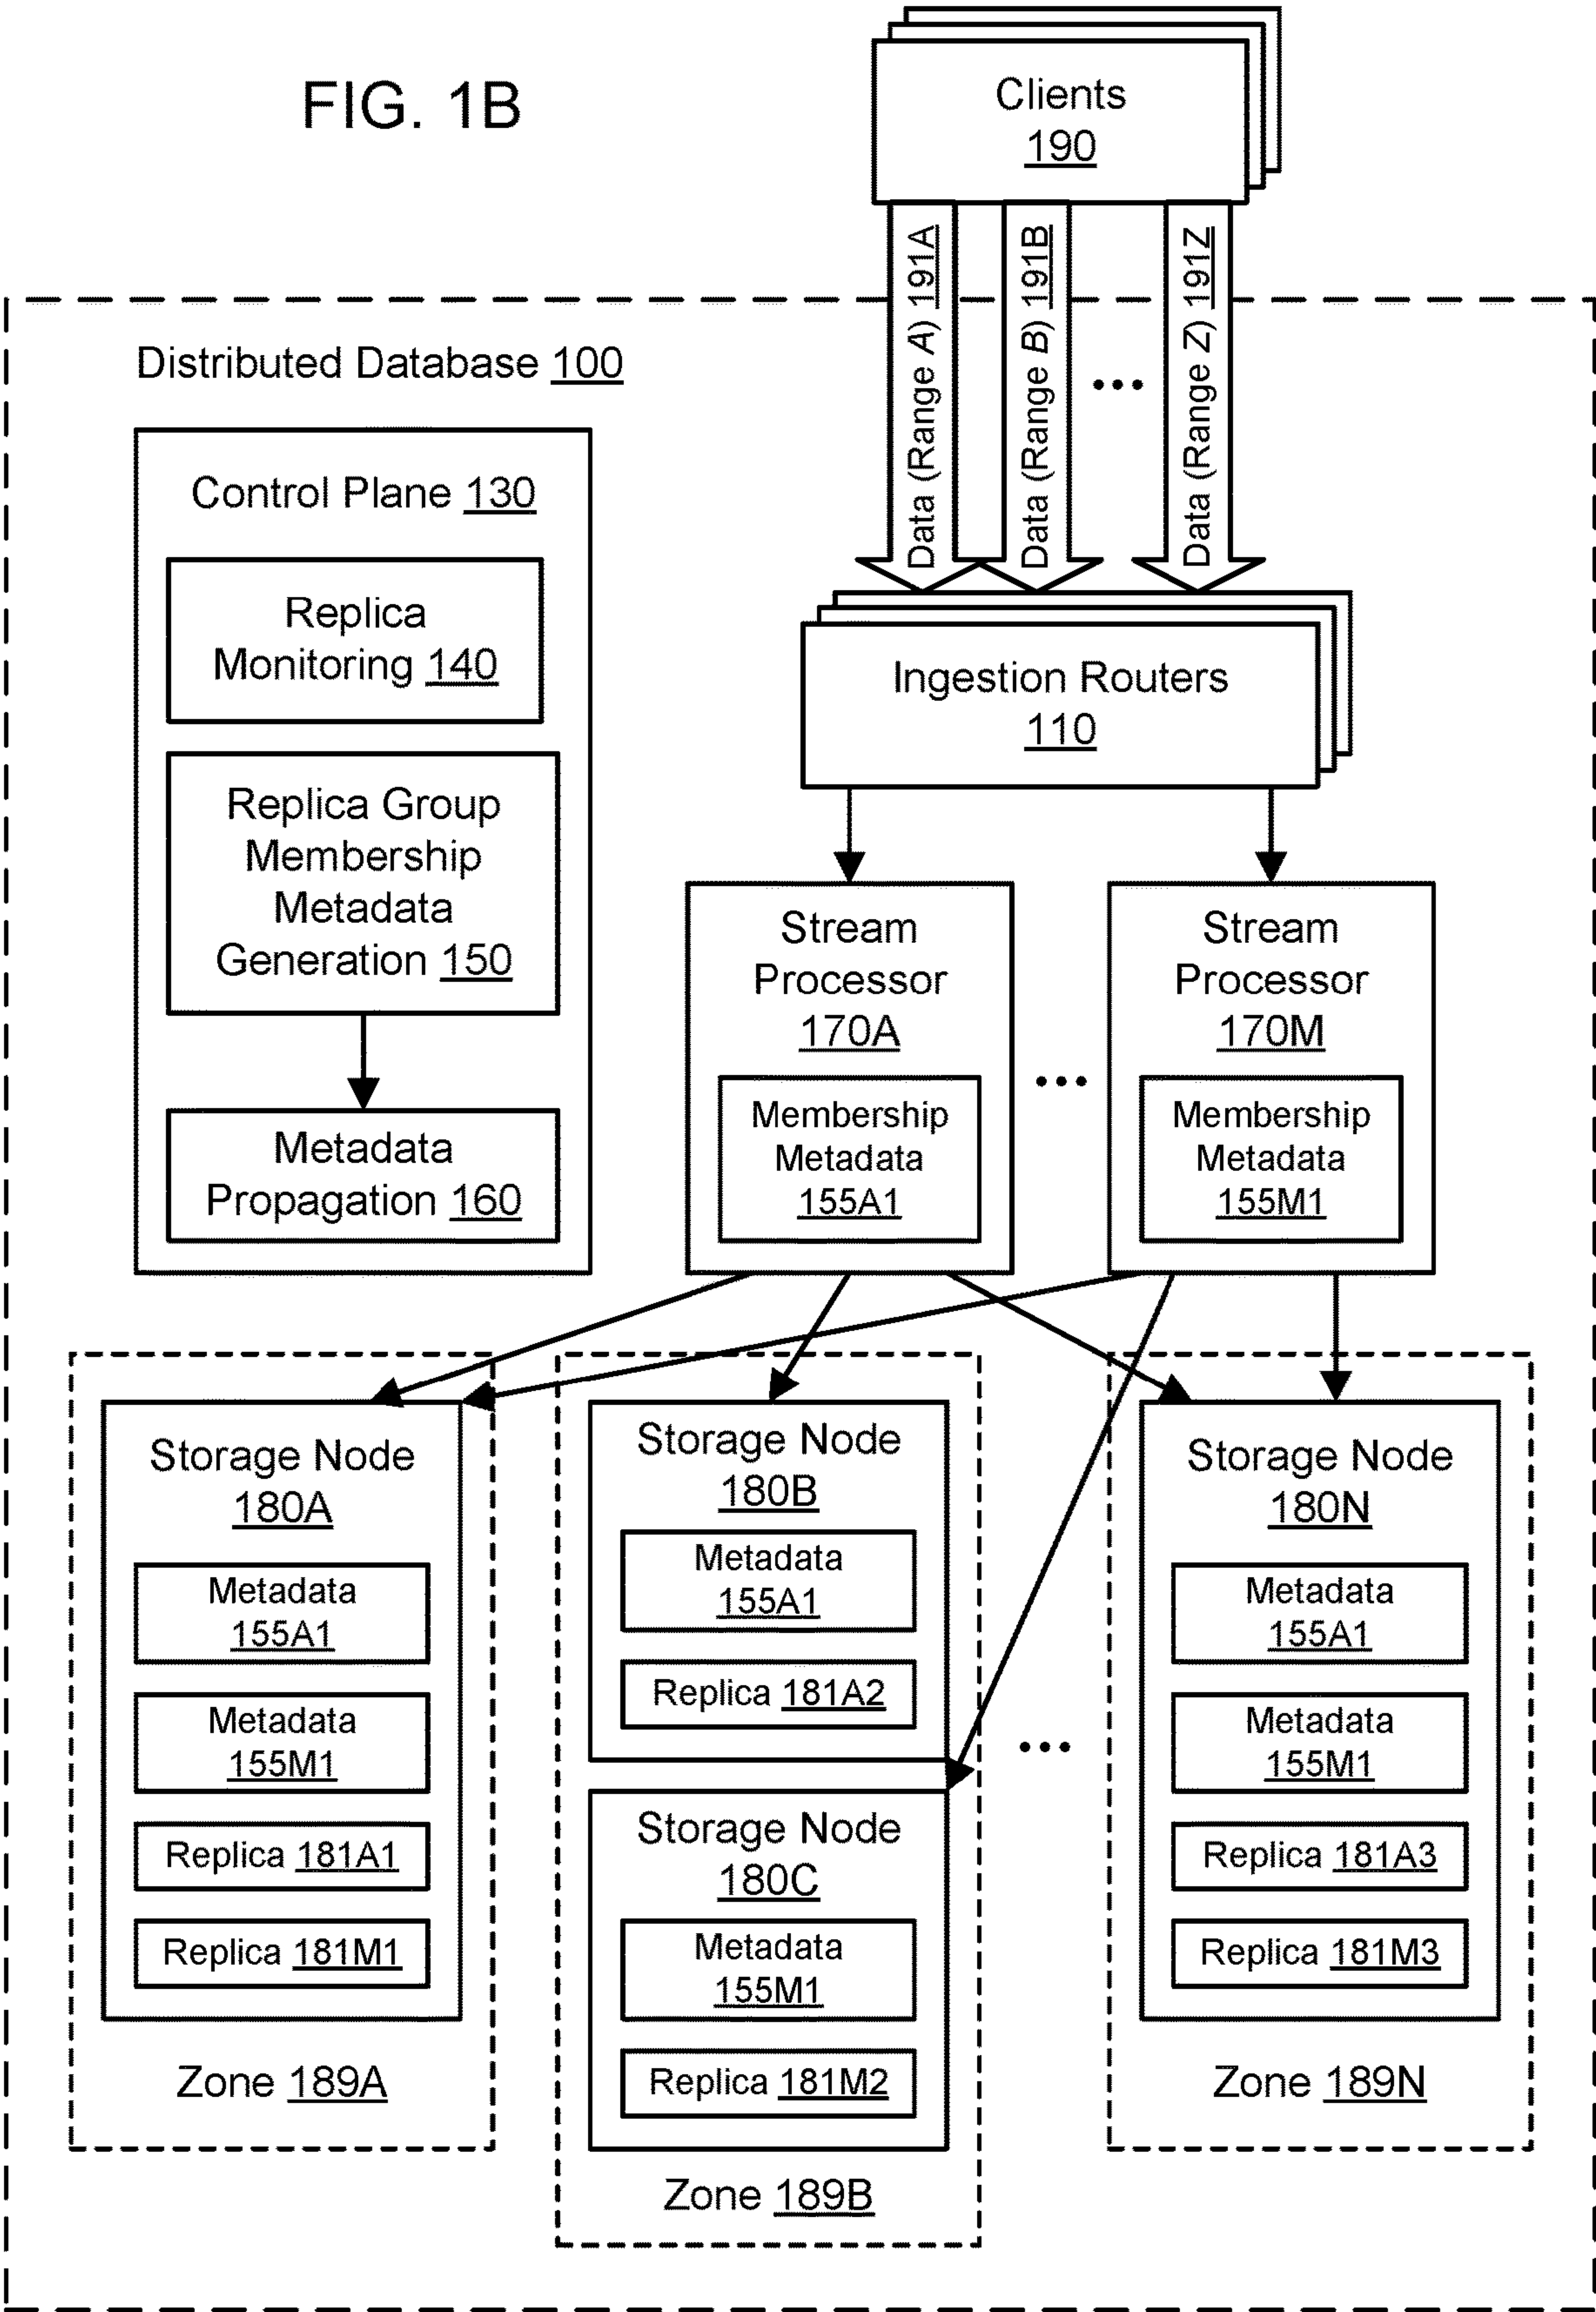 FIG. 1B
Clients
190
Data (Range A) 191A
Data (Range B) 191B
...
Data (Range Z) 191Z
Distributed Database 100
Control Plane 130
Replica
Monitoring 140
Replica Group
Membership
Metadata
Generation 150
Metadata
Propagation 160
Ingestion Routers
110
Stream
Processor
170A
Membership
Metadata
155A1
...
Stream
Processor
170M
Membership
Metadata
155M1
Storage Node
180A
Metadata
155A1
Metadata
155M1
Replica 181A1
Replica 181M1
Zone 189A
Storage Node
180B
Metadata
155A1
Replica 181A2
Storage Node
180C
Metadata
155M1
Replica 181M2
Zone 189B
...
Storage Node
180N
Metadata
155A1
Metadata
155M1
Replica 181A3
Replica 181M3
Zone 189N